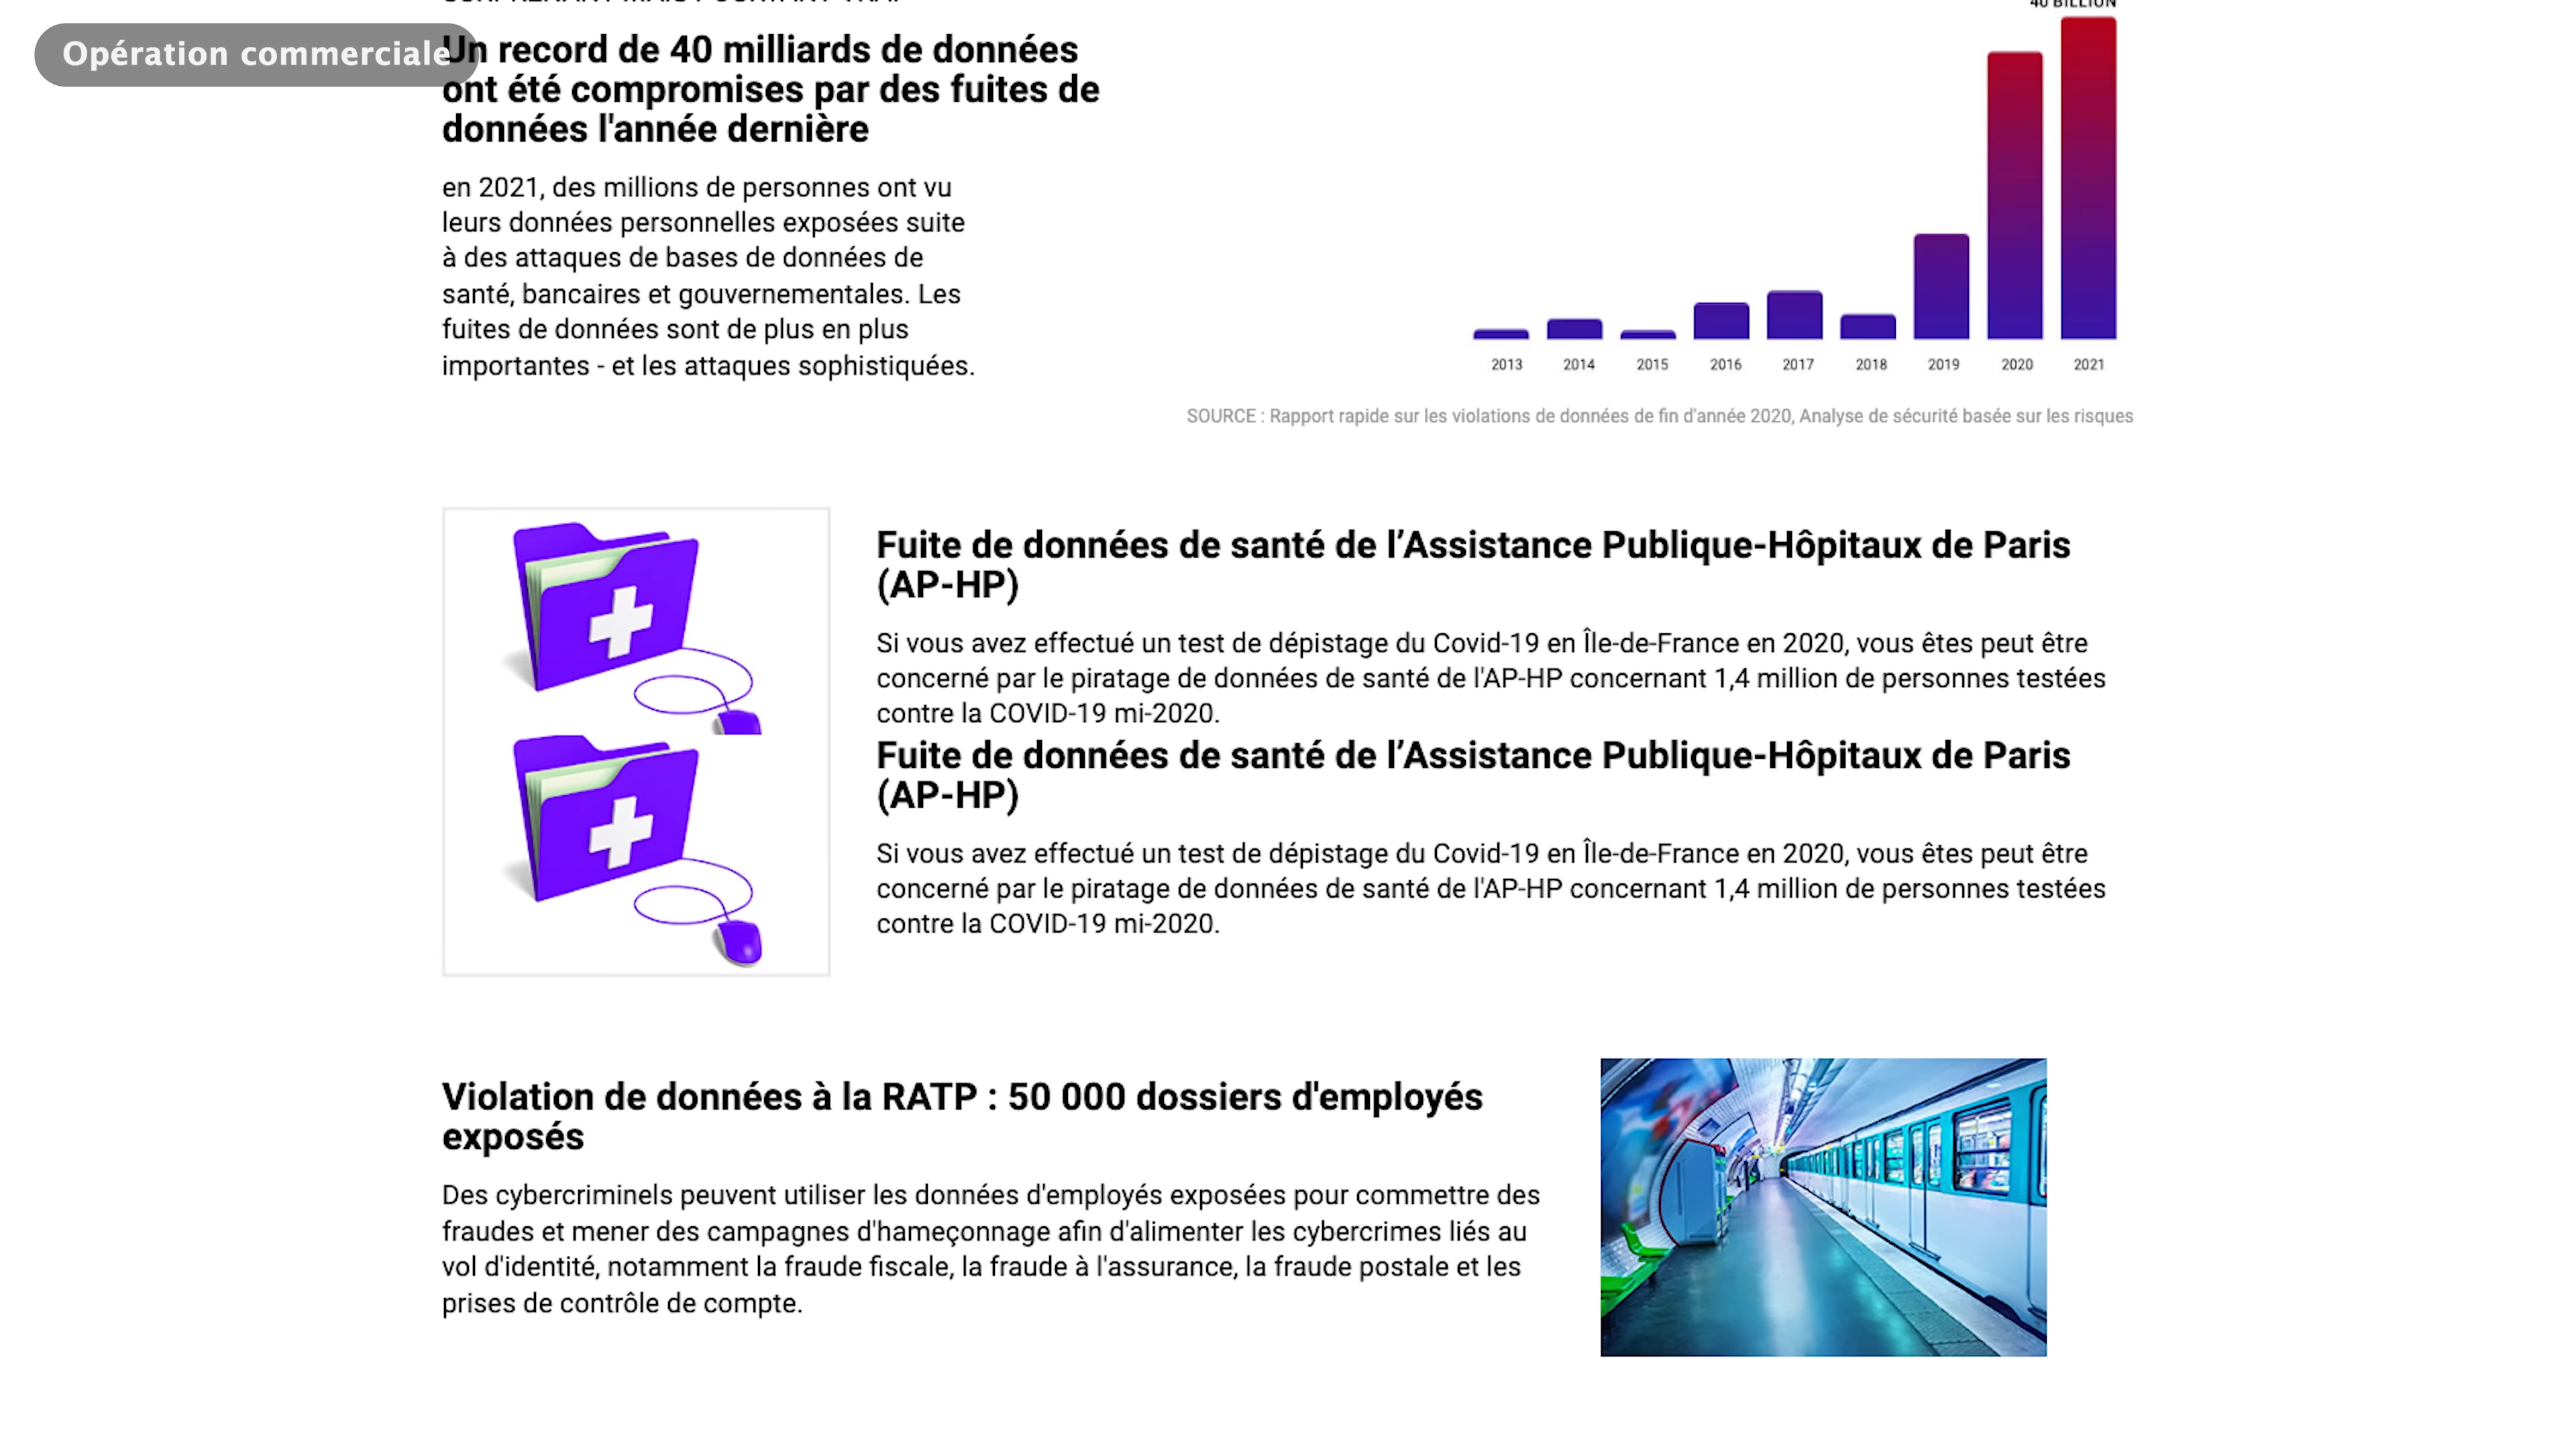 Opération commerciale
Un record de 40 milliards de données
ont été compromises par des fuites de
données l'année dernière
en 2021, des millions de personnes ont vu
leurs données personnelles exposées suite
à des attaques de bases de données de
santé, bancaires et gouvernementales. Les
fuites de données sont de plus en plus
importantes - et les attaques sophistiquées.
40 BILLION
2013 2014 2015 2016 2017 2018 2019 2020 2021
SOURCE : Rapport rapide sur les violations de données de fin d'année 2020, Analyse de sécurité basée sur les risques
Fuite de données de santé de l’Assistance Publique-Hôpitaux de Paris
(AP-HP)
Si vous avez effectué un test de dépistage du Covid-19 en Île-de-France en 2020, vous êtes peut être
concerné par le piratage de données de santé de l'AP-HP concernant 1,4 million de personnes testées
contre la COVID-19 mi-2020.
Fuite de données de santé de l’Assistance Publique-Hôpitaux de Paris
(AP-HP)
Si vous avez effectué un test de dépistage du Covid-19 en Île-de-France en 2020, vous êtes peut être
concerné par le piratage de données de santé de l'AP-HP concernant 1,4 million de personnes testées
contre la COVID-19 mi-2020.
Violation de données à la RATP : 50 000 dossiers d'employés
exposés
Des cybercriminels peuvent utiliser les données d'employés exposées pour commettre des
fraudes et mener des campagnes d'hameçonnage afin d'alimenter les cybercrimes liés au
vol d'identité, notamment la fraude fiscale, la fraude à l'assurance, la fraude postale et les
prises de contrôle de compte.